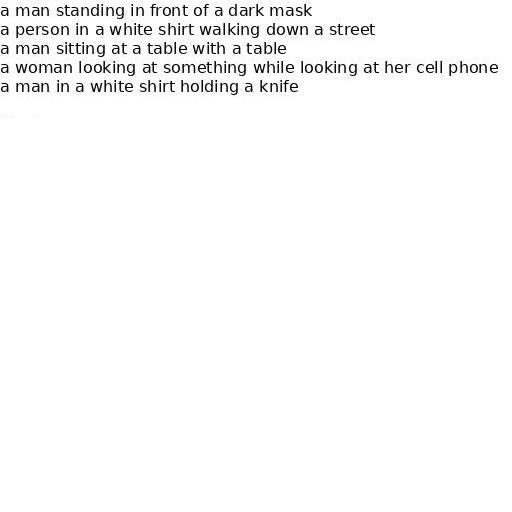 a man standing in front of a dark mask
a person in a white shirt walking down a street
a man sitting at a table with a table
a woman looking at something while looking at her cell phone
a man in a white shirt holding a knife